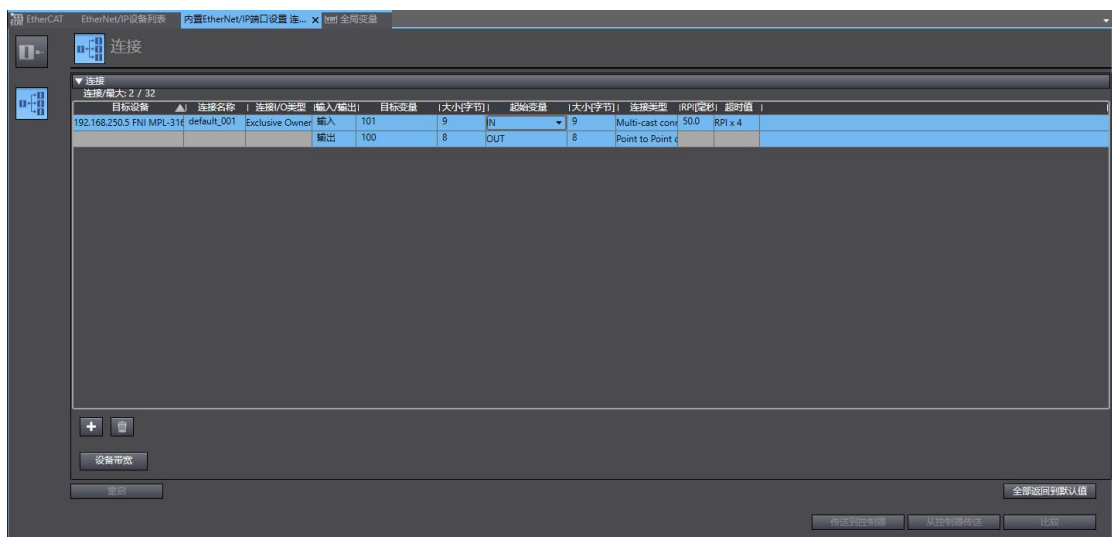 EtherCAT EtherNet/IP设备列表 内置EtherNet/IP端口设置 连... x 全局变量
连接
▼连接
连接/最大: 2 / 32
目标设备 ▲ 连接名称 连接I/O类型 输入/输出 目标变量 大小[字节] 起始变量 大小[字节] 连接类型 RPI[毫秒] 超时值
192.168.250.5 FNI MPL-316 default_001 Exclusive Owner 输入 101 9 IN 9 Multi-cast conn 50.0 RPI x 4
输出 100 8 OUT 8 Point to Point c
+
设备带宽
重启 全部返回到默认值
传送到控制器 从控制器传送 比较